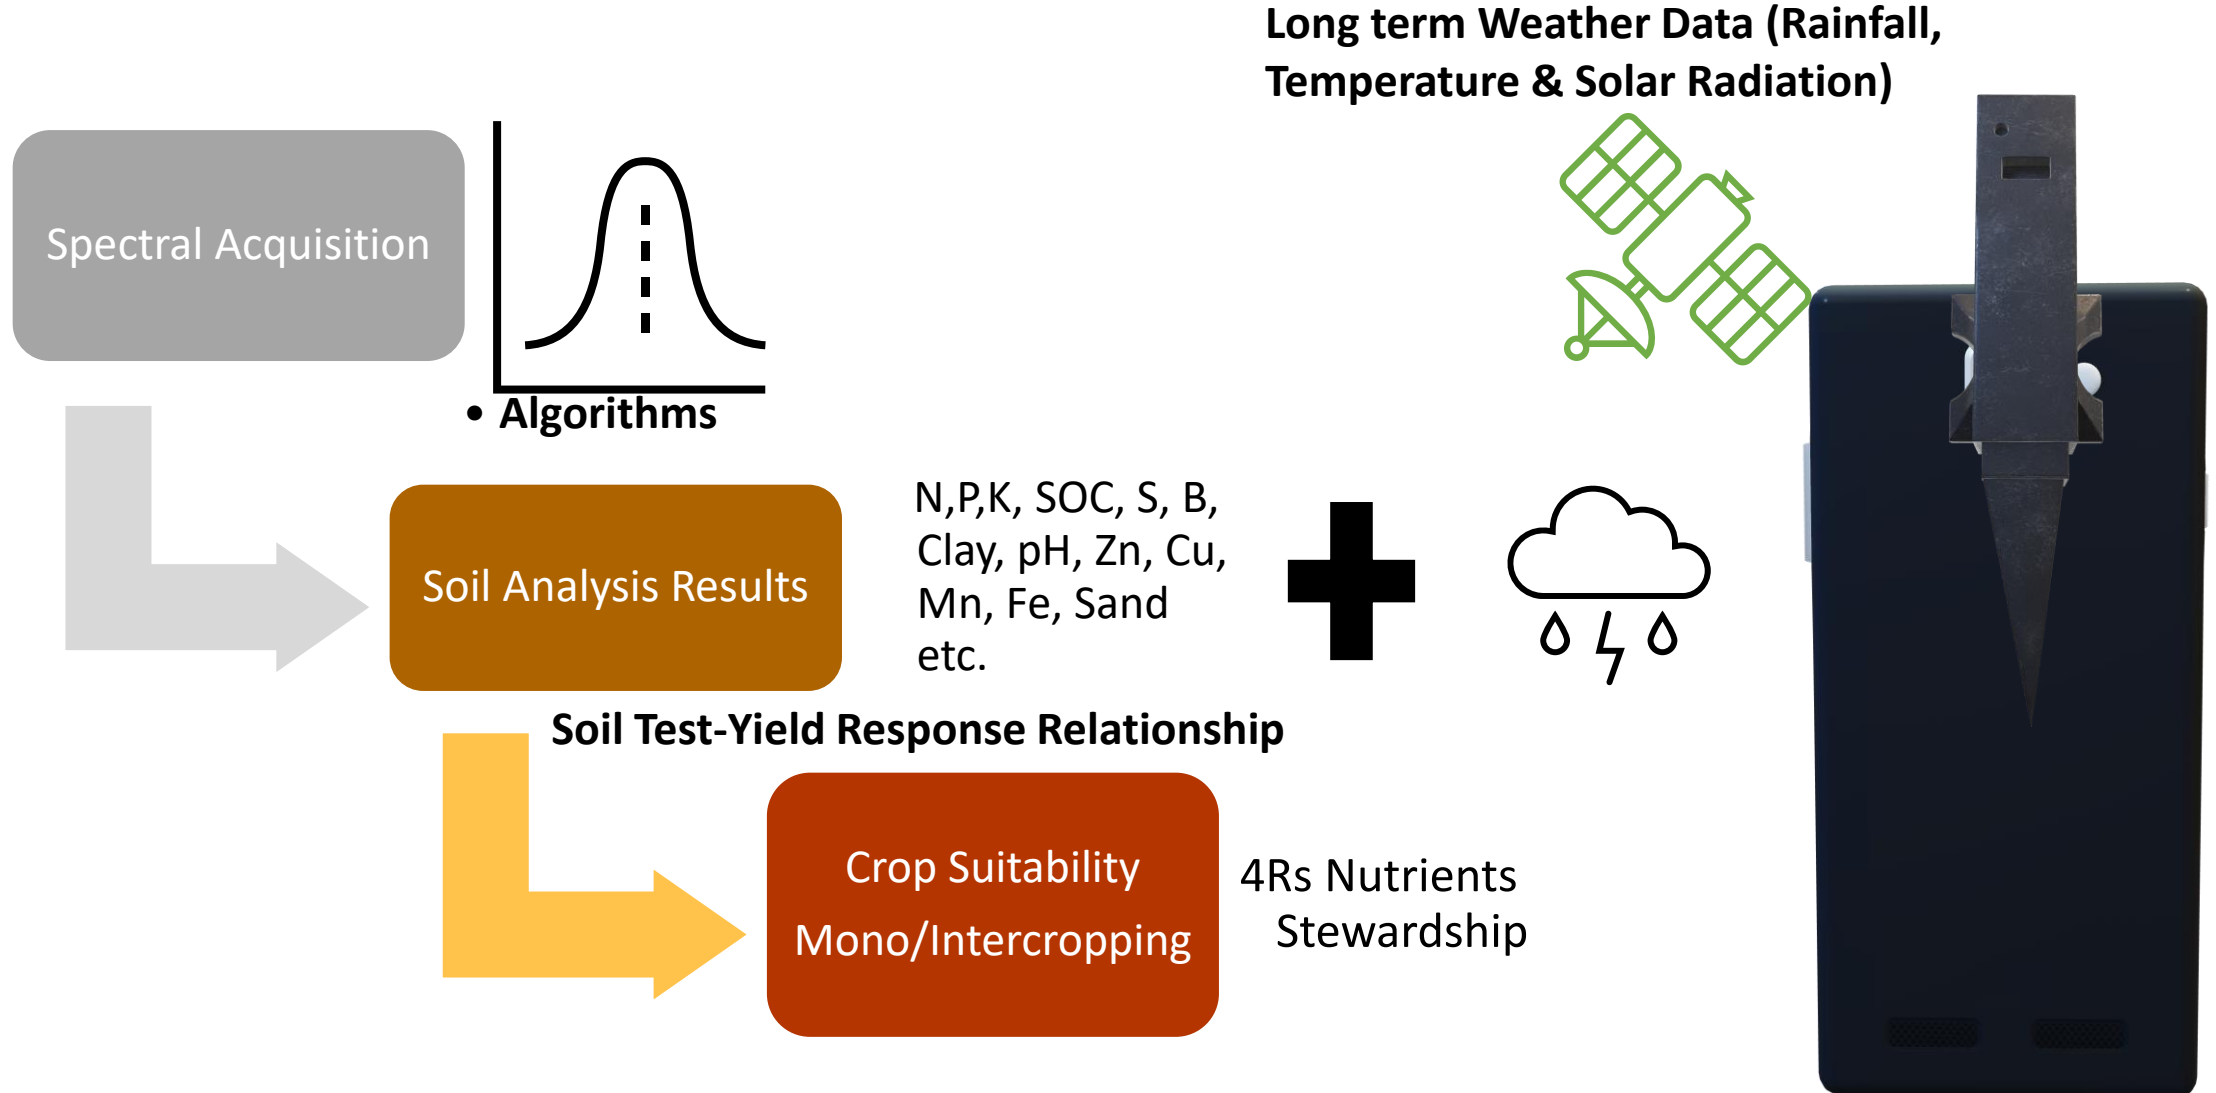 Long term Weather Data (Rainfall,
Temperature & Solar Radiation)
Spectral Acquisition
• Algorithms
Soil Analysis Results
N,P,K, SOC, S, B,
Clay, pH, Zn, Cu,
Mn, Fe, Sand
etc.
Soil Test-Yield Response Relationship
Crop Suitability
Mono/Intercropping
4Rs Nutrients
Stewardship